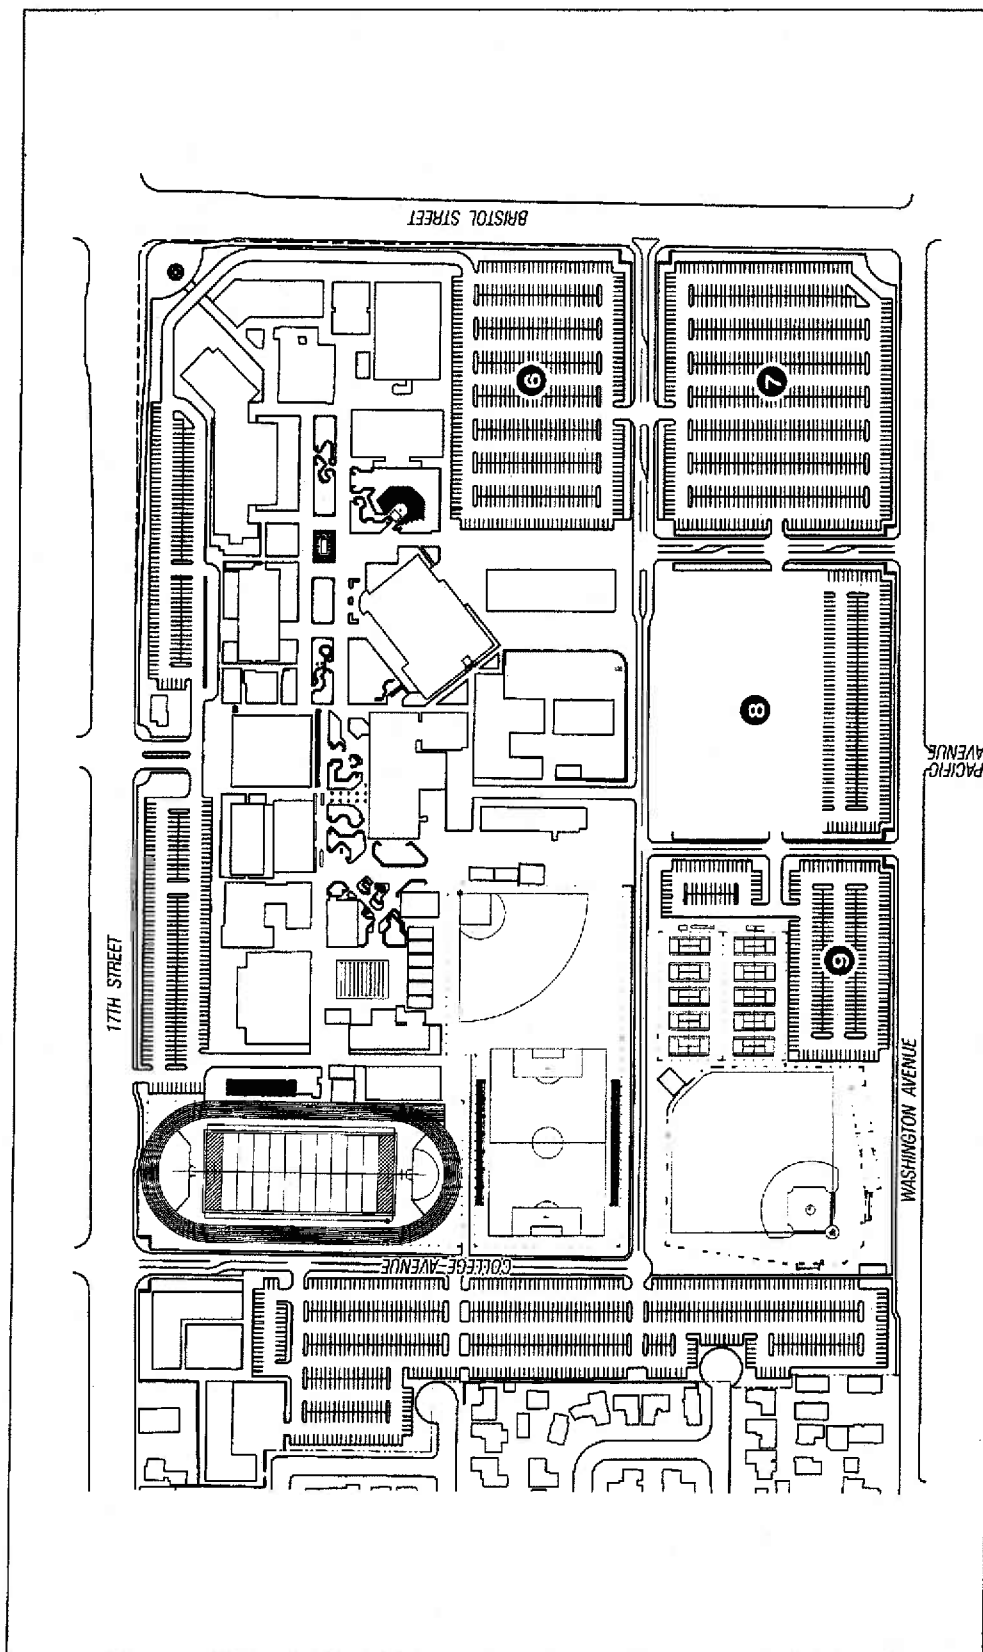 BRISTOL STREET
6
7
8
PACIFIC
AVENUE
17TH STREET
9
WASHINGTON AVENUE
COLLEGE AVENUE